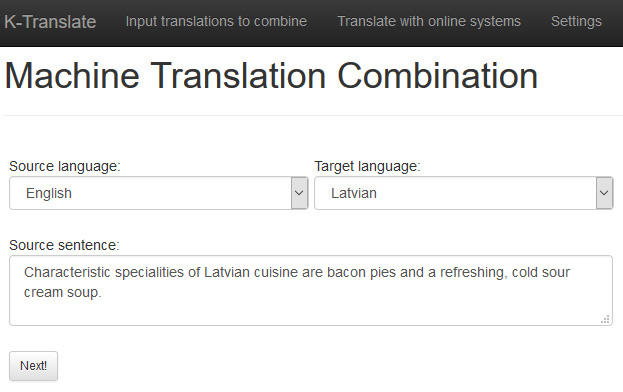 K-Translate Input translations to combine Translate with online systems Settings
Machine Translation Combination
Source language: Target language:
English Latvian
Source sentence:
Characteristic specialities of Latvian cuisine are bacon pies and a refreshing, cold sour
cream soup.
Next!